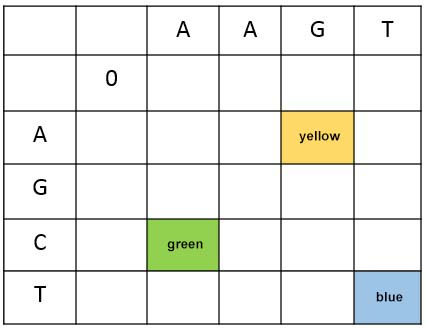 A A G T
0
A yellow
G
C green
T blue